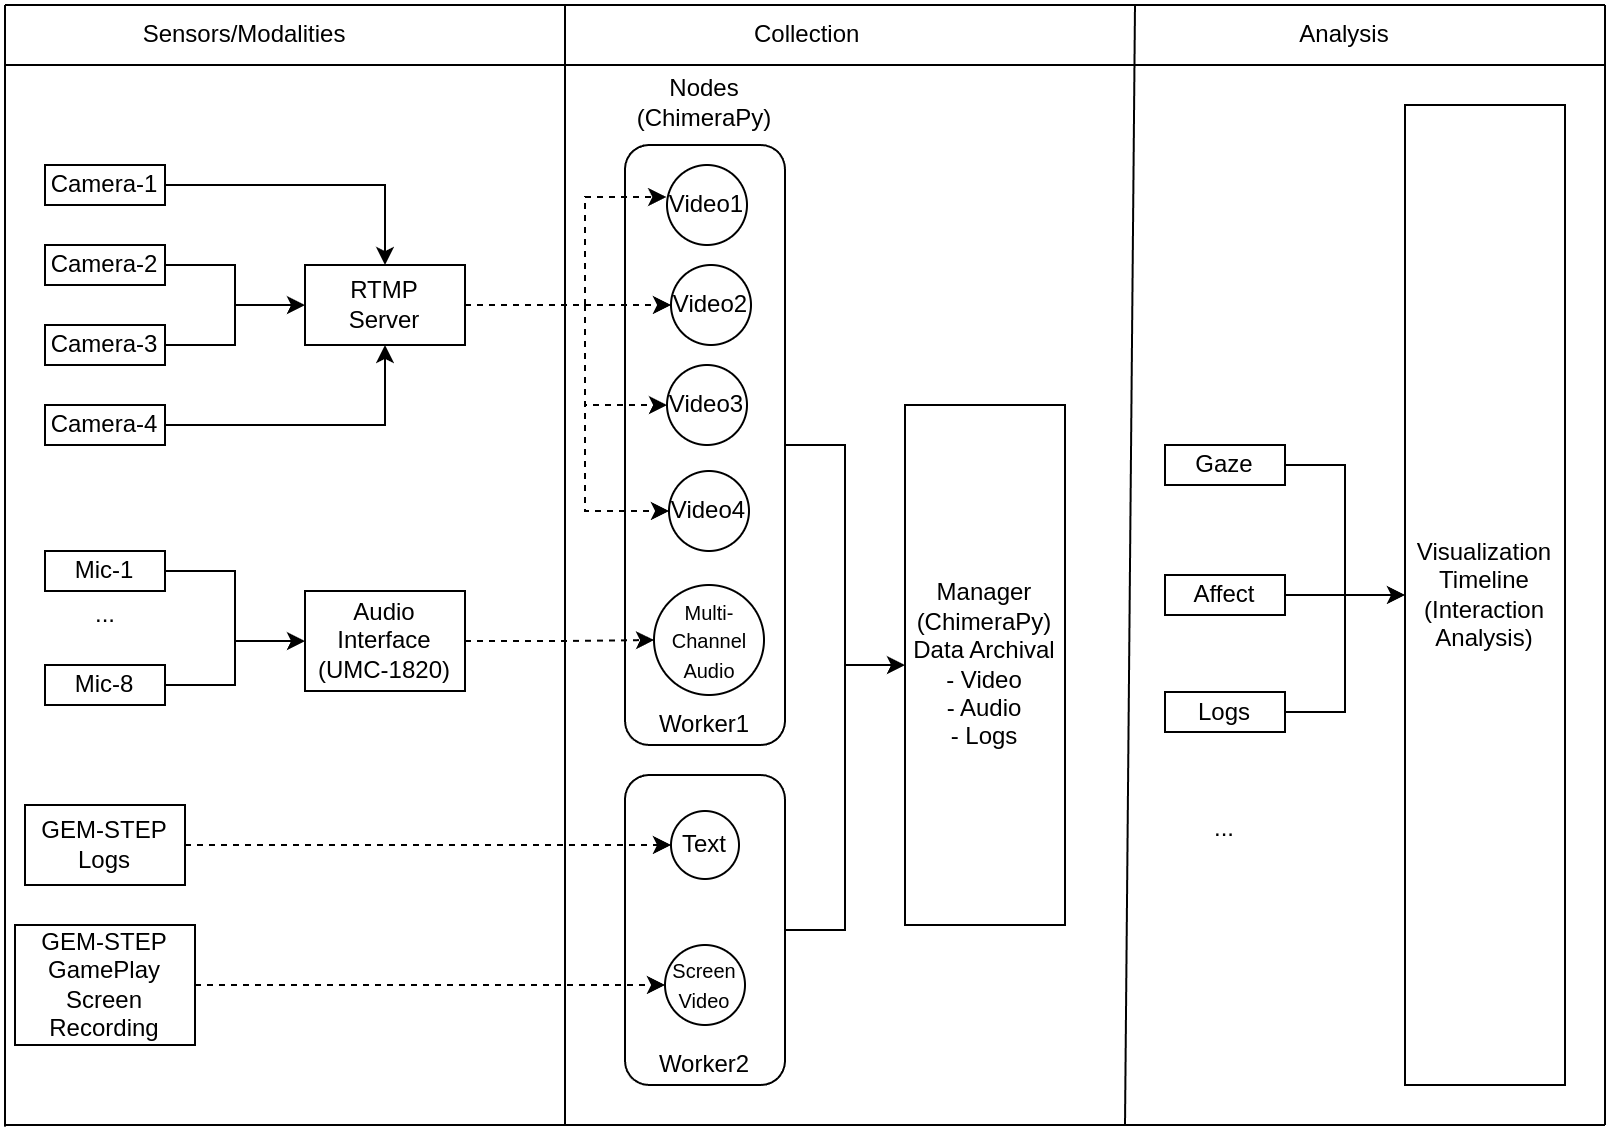 Sensors/Modalities
Collection
Analysis
Camera-1
Camera-2
Camera-3
Camera-4
RTMP
Server
Mic-1
...
Mic-8
Audio
Interface
(UMC-1820)
GEM-STEP
Logs
GEM-STEP
GamePlay
Screen
Recording
Nodes
(ChimeraPy)
Video1
Video2
Video3
Video4
Multi-
Channel
Audio
Worker1
Text
Screen
Video
Worker2
Manager
(ChimeraPy)
Data Archival
- Video
- Audio
- Logs
Gaze
Affect
Logs
...
Visualization
Timeline
(Interaction
Analysis)